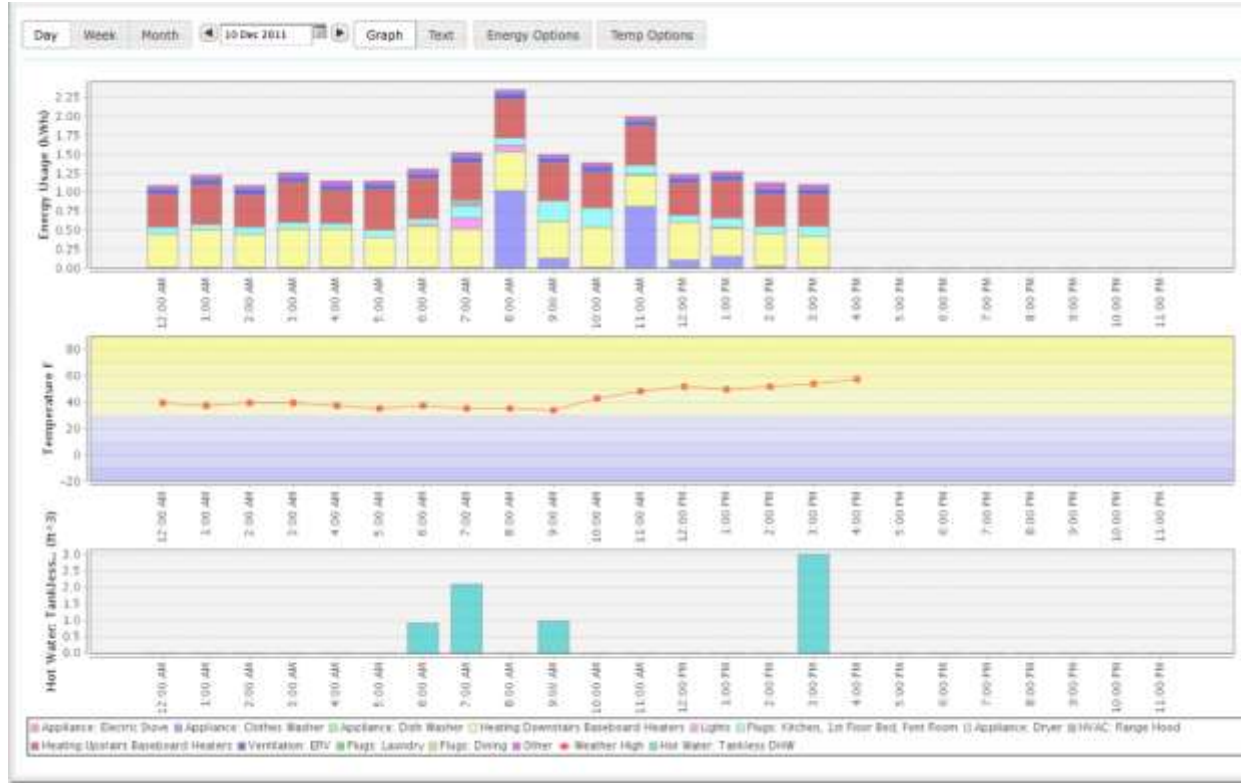 Day Week Month 10 Dec 2011 Graph Text Energy Options Temp Options
Energy Usage (kWh)
2.25
2.00
1.75
1.50
1.25
1.00
0.75
0.50
0.25
0.00
12:00 AM 1:00 AM 2:00 AM 3:00 AM 4:00 AM 5:00 AM 6:00 AM 7:00 AM 8:00 AM 9:00 AM 10:00 AM 11:00 AM 12:00 PM 1:00 PM 2:00 PM 3:00 PM 4:00 PM 5:00 PM 6:00 PM 7:00 PM 8:00 PM 9:00 PM 10:00 PM 11:00 PM
Temperature F
80
60
40
20
0
-20
12:00 AM 1:00 AM 2:00 AM 3:00 AM 4:00 AM 5:00 AM 6:00 AM 7:00 AM 8:00 AM 9:00 AM 10:00 AM 11:00 AM 12:00 PM 1:00 PM 2:00 PM 3:00 PM 4:00 PM 5:00 PM 6:00 PM 7:00 PM 8:00 PM 9:00 PM 10:00 PM 11:00 PM
Hot Water: Tankless.. (ft^3)
3.0
2.5
2.0
1.5
1.0
0.5
0.0
12:00 AM 1:00 AM 2:00 AM 3:00 AM 4:00 AM 5:00 AM 6:00 AM 7:00 AM 8:00 AM 9:00 AM 10:00 AM 11:00 AM 12:00 PM 1:00 PM 2:00 PM 3:00 PM 4:00 PM 5:00 PM 6:00 PM 7:00 PM 8:00 PM 9:00 PM 10:00 PM 11:00 PM
Appliance: Electric Stove Appliance: Clothes Washer Appliance: Dish Washer Heating Downstairs Baseboard Heaters Lights Plugs: Kitchen, 1st Floor Bed, Room Appliance: Dryer HVAC: Range Hood
Heating Upstairs Baseboard Heaters Ventilation: ERV Plugs: Laundry Plugs: Dining Other Weather High Hot Water: Tankless DHW